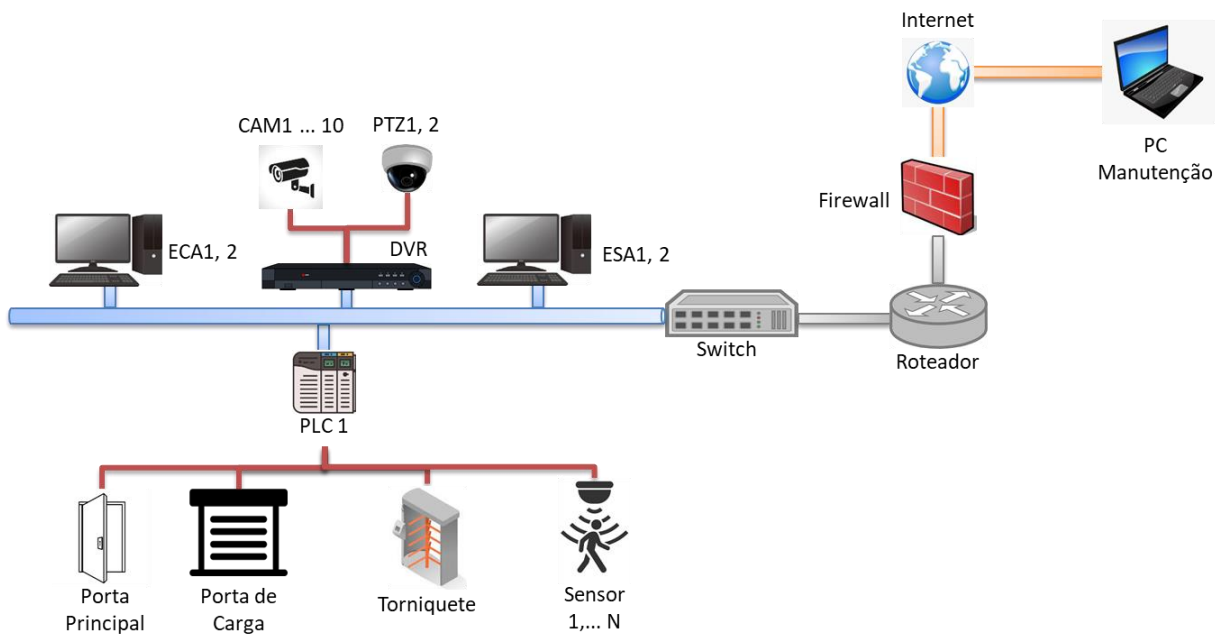 Internet
CAM1 ... 10
PTZ1, 2
PC
Manutenção
Firewall
ECA1, 2
DVR
ESA1, 2
Switch
Roteador
PLC 1
Porta
Principal
Porta de
Carga
Torniquete
Sensor
1,... N